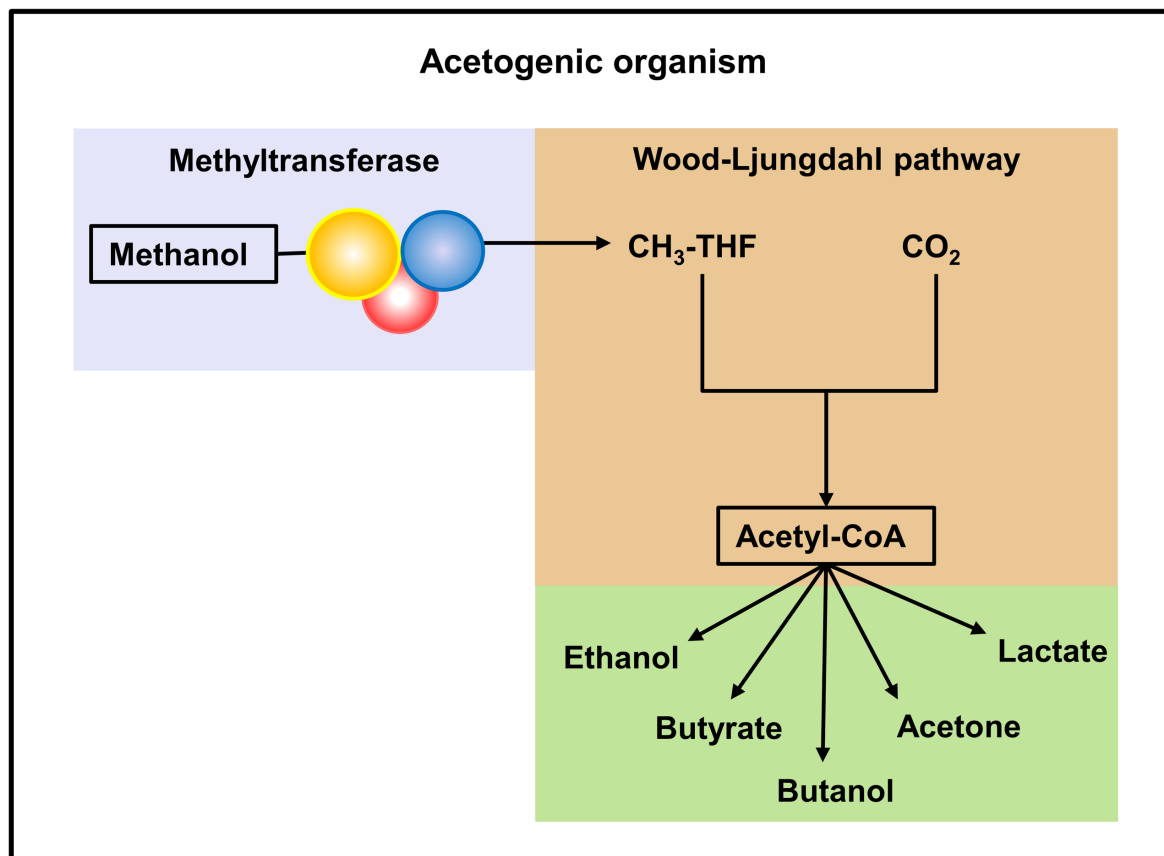 Acetogenic organism
Methyltransferase
Wood-Ljungdahl pathway
Methanol
CH₃-THF
CO₂
Acetyl-CoA
Ethanol
Lactate
Butyrate
Acetone
Butanol